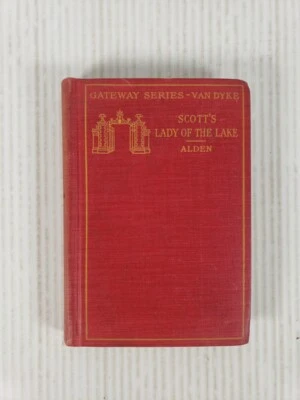 GATEWAY SERIES - VAN DYKE
SCOTT'S
LADY OF THE LAKE
ALDEN